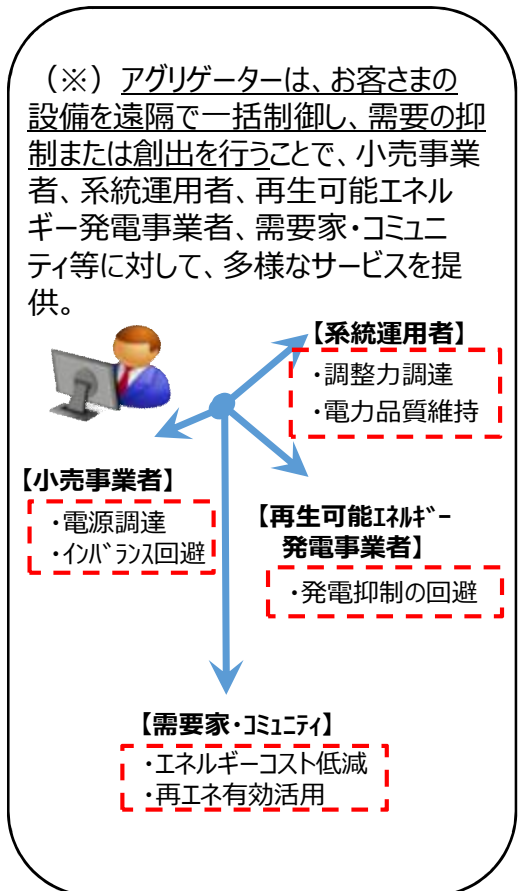 （※）アグリゲーターは、お客さまの
設備を遠隔で一括制御し、需要の抑
制または創出を行うことで、小売事業
者、系統運用者、再生可能エネル
ギー発電事業者、需要家・コミュニ
ティ等に対して、多様なサービスを提
供。
【系統運用者】
・調整力調達
・電力品質維持
【小売事業者】
・電源調達
・ｲﾝﾊﾞﾗﾝｽ回避
【再生可能ｴﾈﾙｷﾞｰ
発電事業者】
・発電抑制の回避
【需要家・ｺﾐｭﾆﾃｨ】
・エネルギーコスト低減
・再エネ有効活用